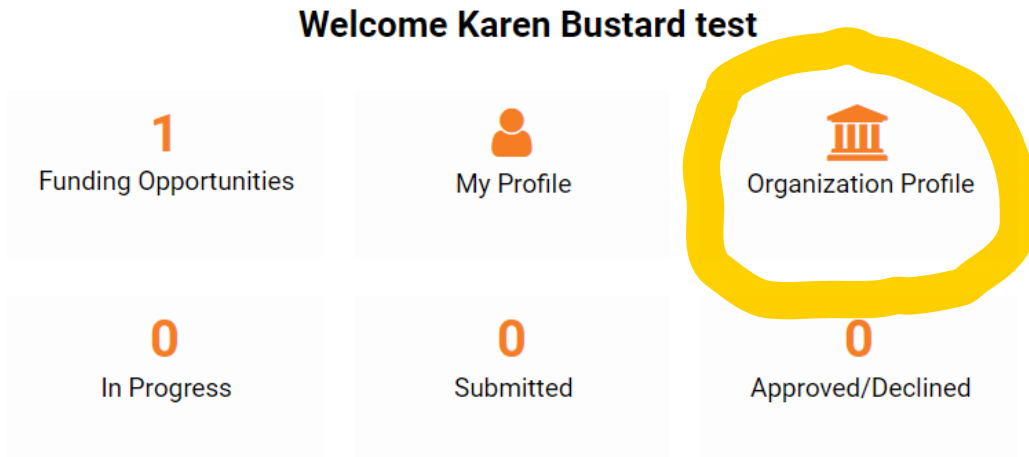 Welcome Karen Bustard test
1
Funding Opportunities
My Profile
Organization Profile
0
In Progress
0
Submitted
0
Approved/Declined